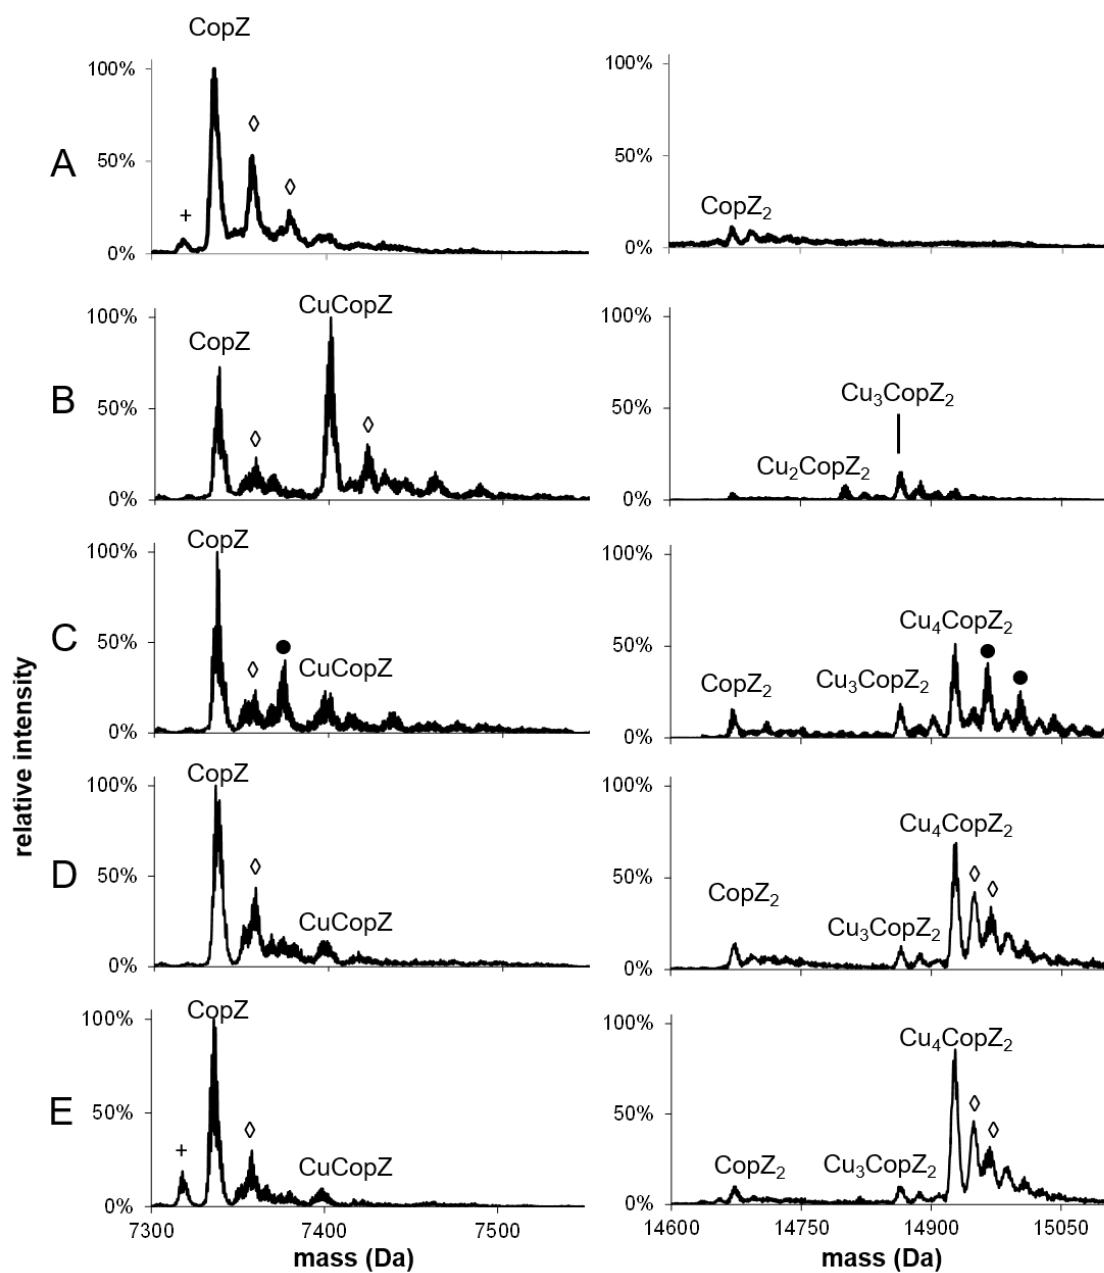 CopZ
100%
50%
0%
A
+
◊
◊
100%
50%
0%
CopZ₂
CuCopZ
100%
CopZ
50%
0%
B
◊
◊
100%
50%
0%
Cu₃CopZ₂
Cu₂CopZ₂
CopZ
100%
50%
0%
C
◊
●
CuCopZ
100%
50%
0%
CopZ₂
Cu₃CopZ₂
Cu₄CopZ₂
●
●
relative intensity
CopZ
100%
50%
0%
D
◊
CuCopZ
100%
50%
0%
CopZ₂
Cu₃CopZ₂
Cu₄CopZ₂
◊
◊
CopZ
100%
50%
0%
E
+
◊
CuCopZ
7300
7400
7500
mass (Da)
100%
50%
0%
CopZ₂
Cu₃CopZ₂
Cu₄CopZ₂
◊
◊
14600
14750
14900
15050
mass (Da)